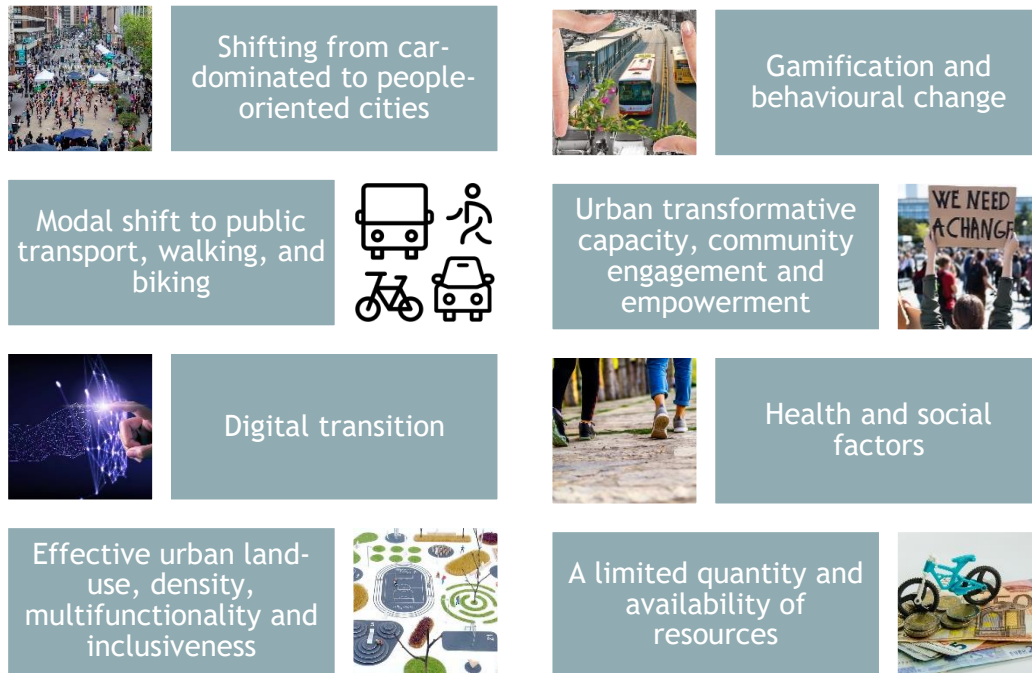 Shifting from car-
dominated to people-
oriented cities
Gamification and
behavioural change
Modal shift to public
transport, walking, and
biking
Urban transformative
capacity, community
engagement and
empowerment
WE NEED
A CHANGE
Digital transition
Health and social
factors
Effective urban land-
use, density,
multifunctionality and
inclusiveness
A limited quantity and
availability of
resources